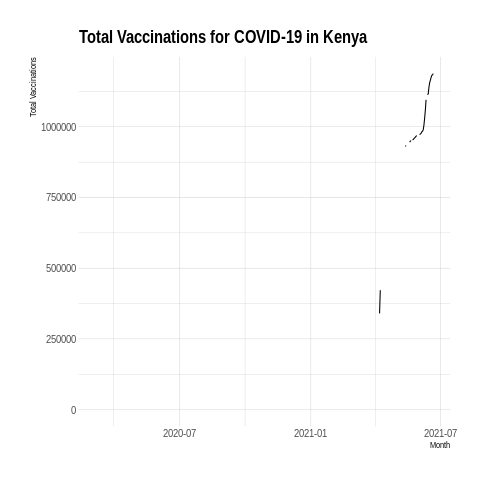 Total Vaccinations for COVID-19 in Kenya
Total Vaccinations
1000000
750000
500000
250000
0
2020-07 2021-01 2021-07
Month